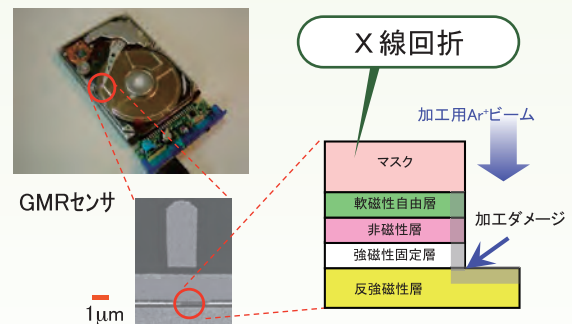 X線回折
加工用Ar⁺ビーム
マスク
GMRセンサ
軟磁性自由層
非磁性層
加工ダメージ
強磁性固定層
反強磁性層
1μm